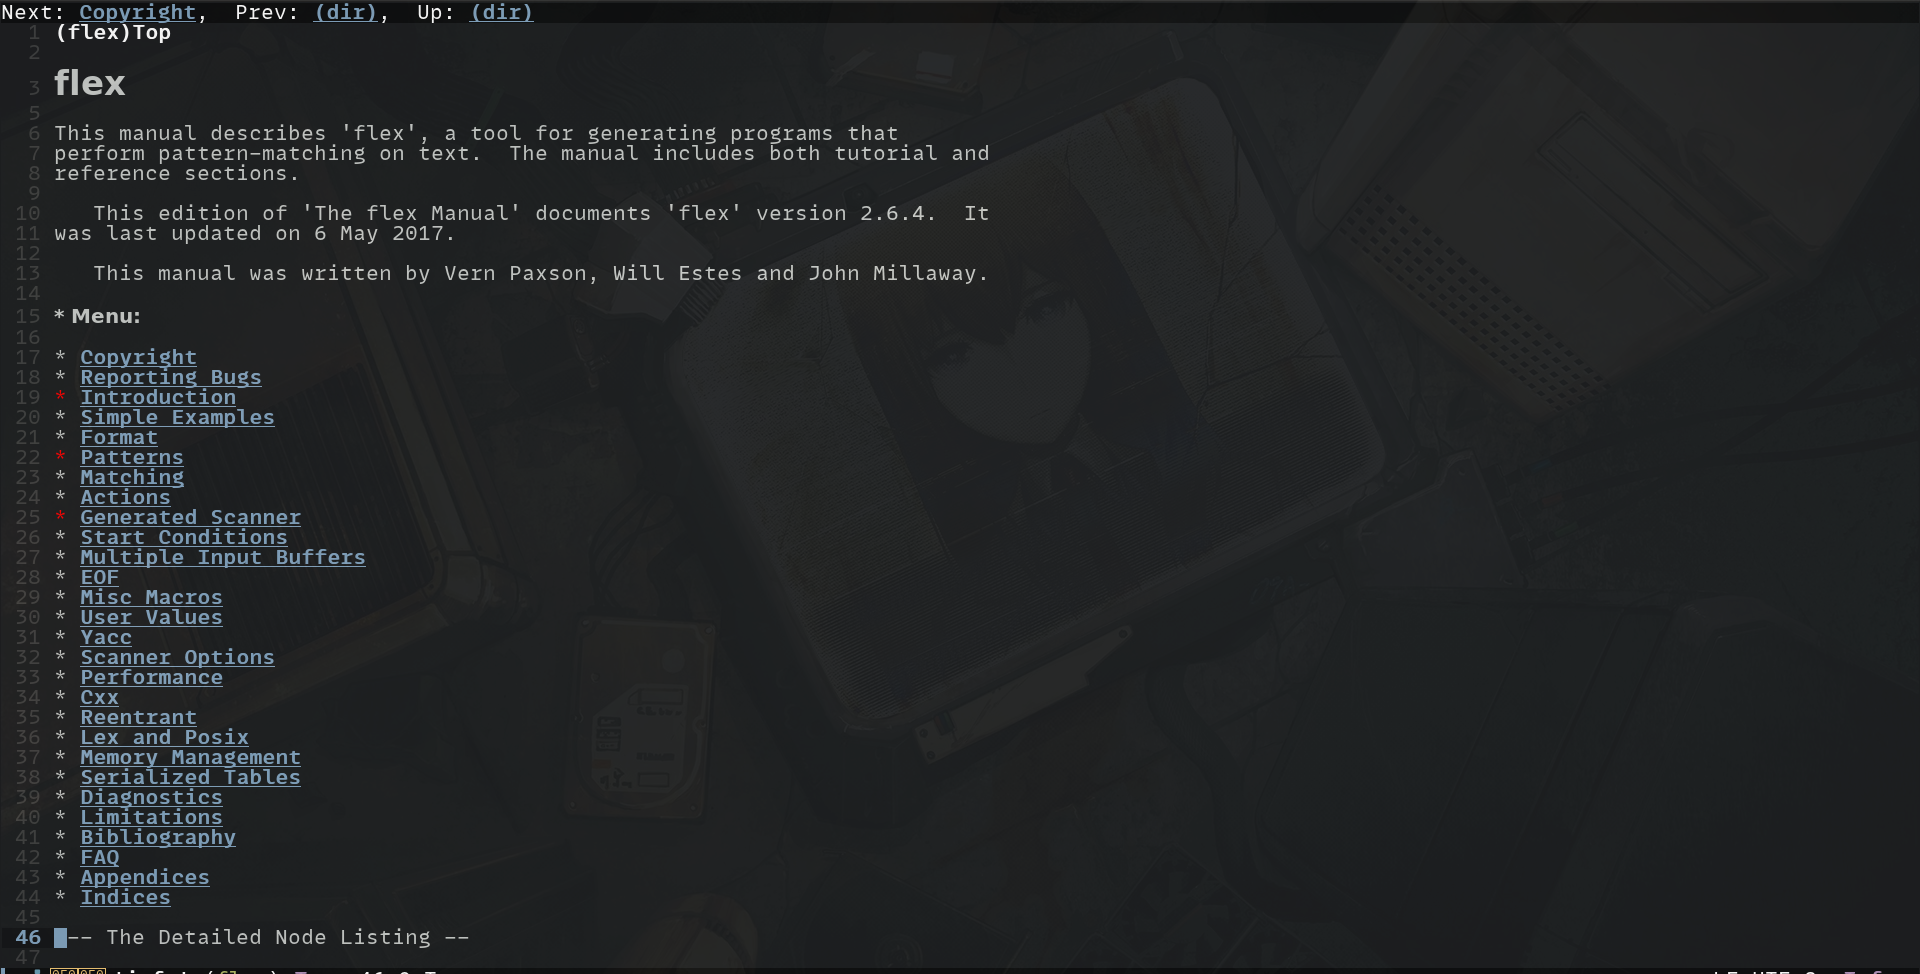 Next: Copyright,  Prev: (dir),  Up: (dir)
1 (flex)Top
2
3 flex
5
6 This manual describes 'flex', a tool for generating programs that
7 perform pattern-matching on text.  The manual includes both tutorial and
8 reference sections.
9
10    This edition of 'The flex Manual' documents 'flex' version 2.6.4.  It
11 was last updated on 6 May 2017.
12
13    This manual was written by Vern Paxson, Will Estes and John Millaway.
14
15 * Menu:
16
17 * Copyright
18 * Reporting Bugs
19 * Introduction
20 * Simple Examples
21 * Format
22 * Patterns
23 * Matching
24 * Actions
25 * Generated Scanner
26 * Start Conditions
27 * Multiple Input Buffers
28 * EOF
29 * Misc Macros
30 * User Values
31 * Yacc
32 * Scanner Options
33 * Performance
34 * Cxx
35 * Reentrant
36 * Lex and Posix
37 * Memory Management
38 * Serialized Tables
39 * Diagnostics
40 * Limitations
41 * Bibliography
42 * FAQ
43 * Appendices
44 * Indices
45
46 -- The Detailed Node Listing --
47